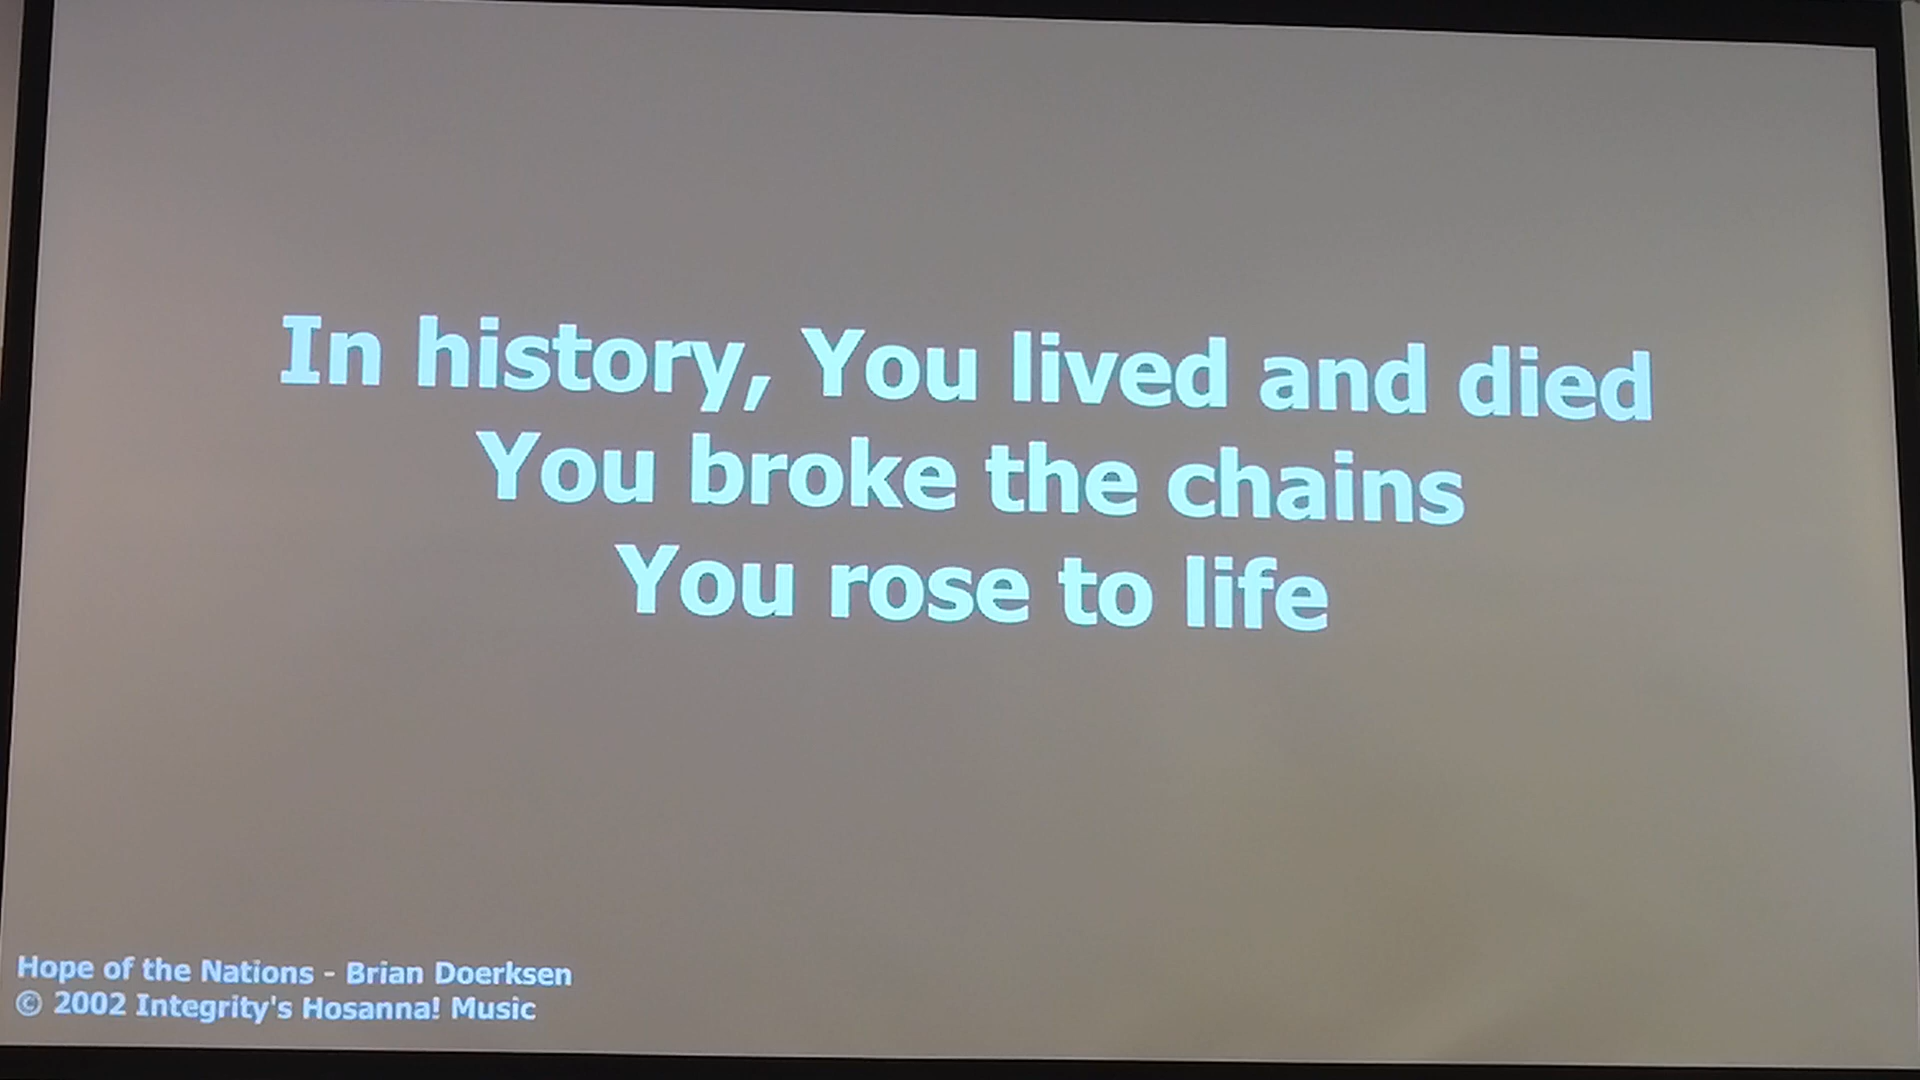 In history, You lived and died
You broke the chains
You rose to life
Hope of the Nations - Brian Doerksen
© 2002 Integrity's Hosanna! Music